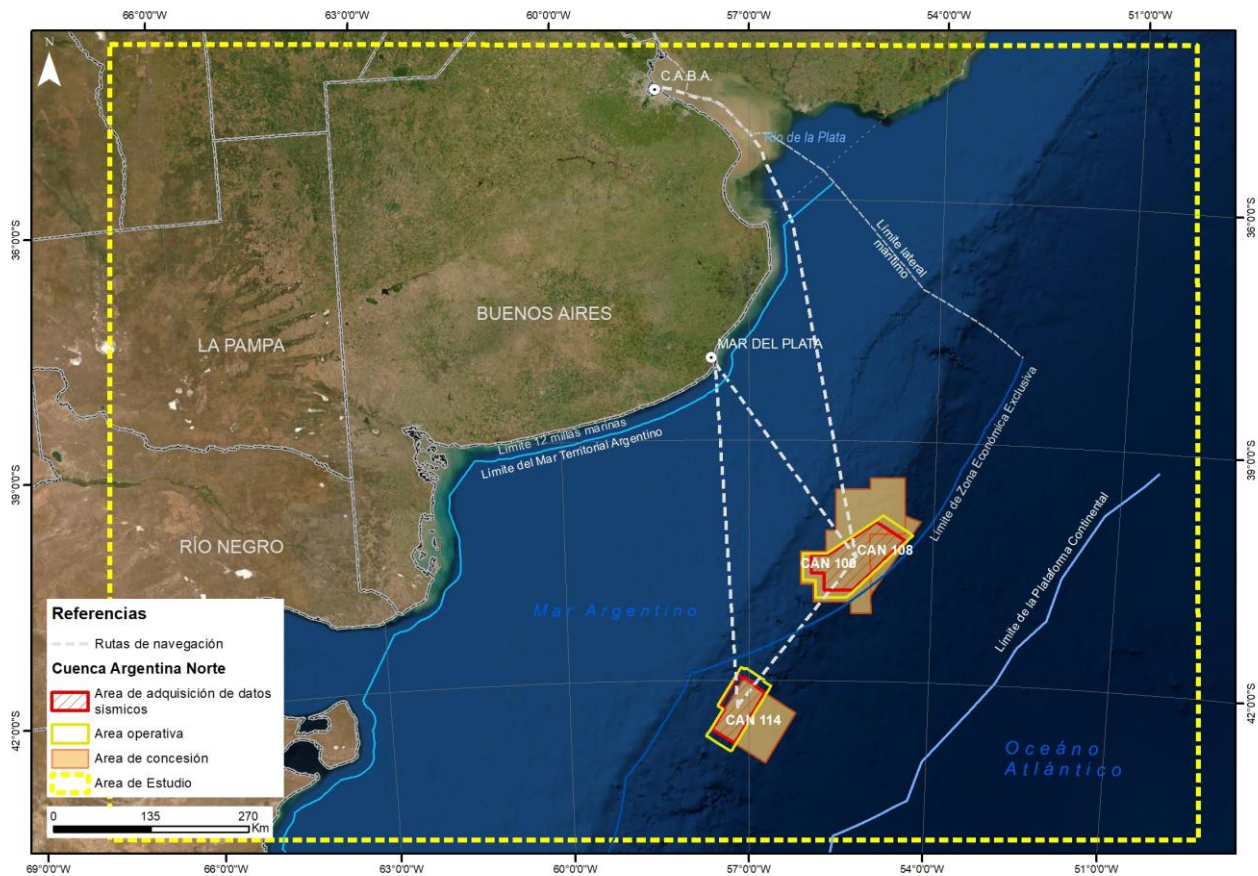 66°0'0"W
63°0'0"W
60°0'0"W
57°0'0"W
54°0'0"W
51°0'0"W
N
C.A.B.A.
Río de la Plata
36°0'0"S
36°0'0"S
Límite lateral
marítimo
BUENOS AIRES
LA PAMPA
MAR DEL PLATA
Límite 12 millas marinas
Límite del Mar Territorial Argentino
Límite de Zona Económica Exclusiva
39°0'0"S
39°0'0"S
RÍO NEGRO
CAN 100
CAN 108
Límite de la Plataforma Continental
Mar Argentino
CAN 114
Océano
Atlántico
42°0'0"S
42°0'0"S
Referencias
Rutas de navegación
Cuenca Argentina Norte
Area de adquisición de datos
sísmicos
Area operativa
Area de concesión
Area de Estudio
0 135 270
Km
69°0'0"W
66°0'0"W
63°0'0"W
60°0'0"W
57°0'0"W
54°0'0"W
51°0'0"W